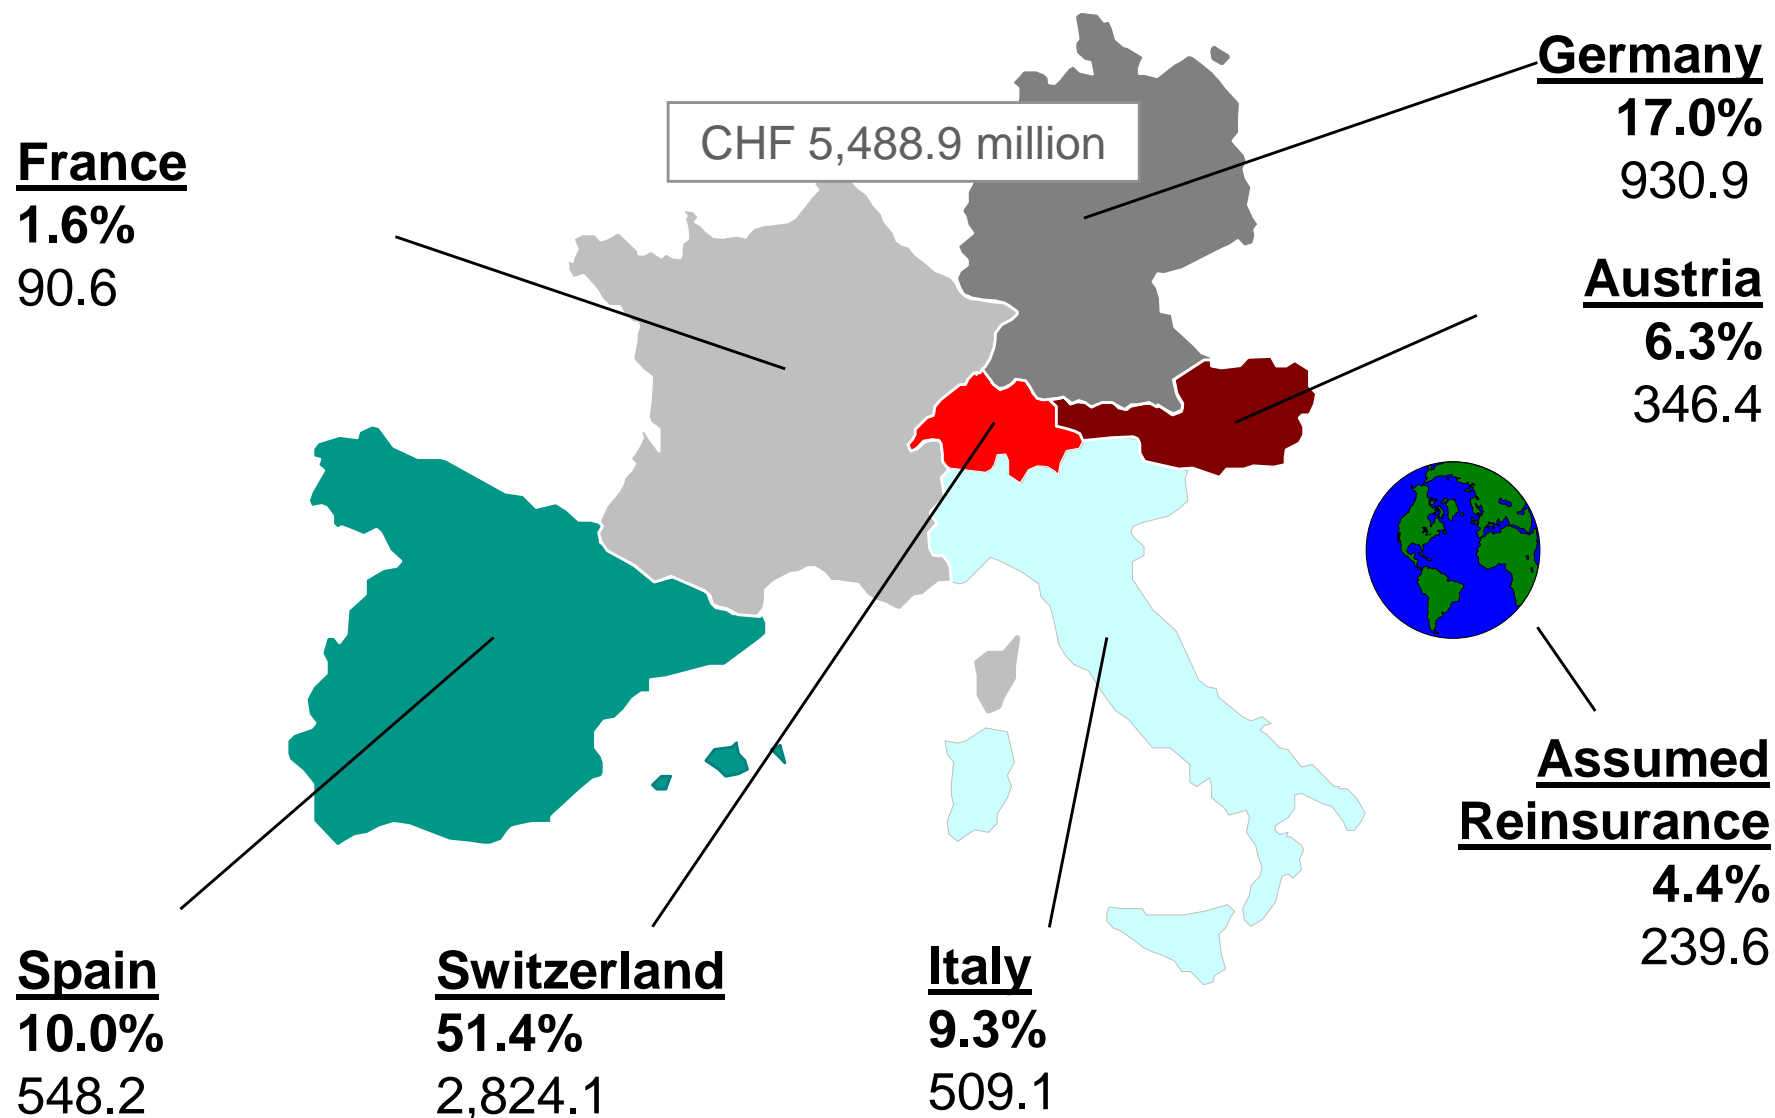 CHF 5,488.9 million
France
1.6%
90.6
Germany
17.0%
930.9
Austria
6.3%
346.4
Assumed
Reinsurance
4.4%
239.6
Spain
10.0%
548.2
Switzerland
51.4%
2,824.1
Italy
9.3%
509.1